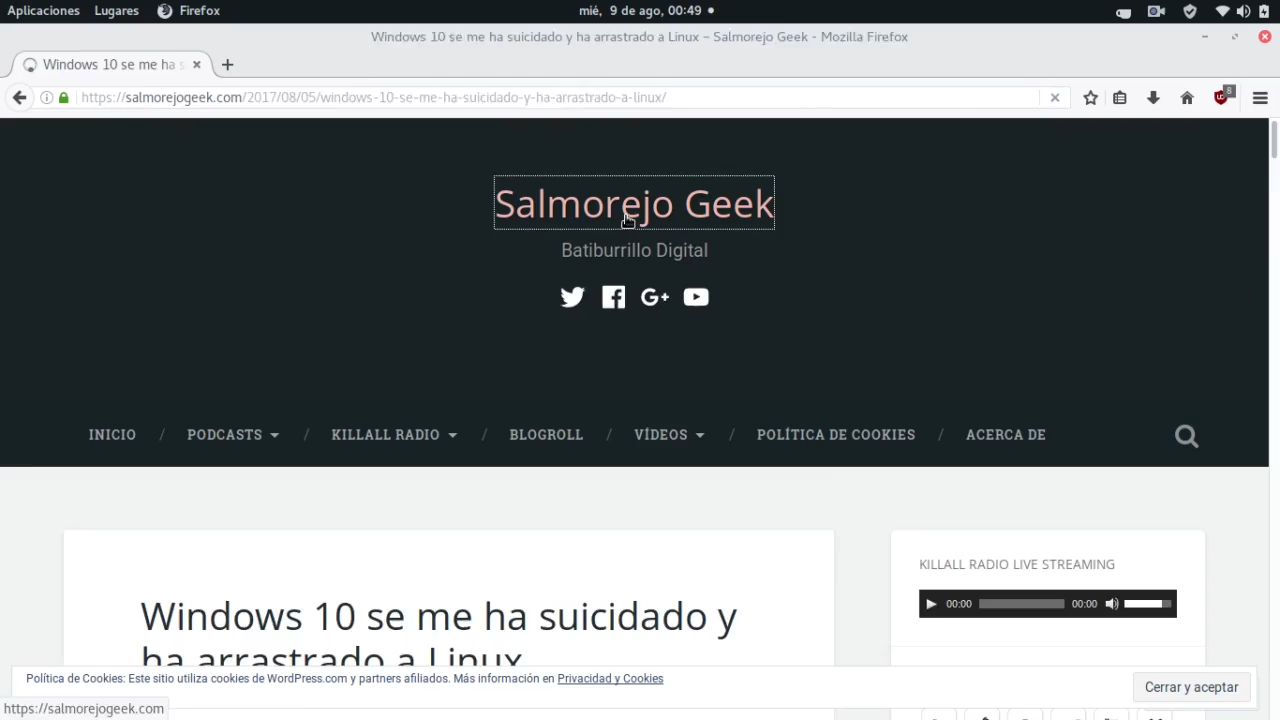 Aplicaciones Lugares Firefox mié, 9 de ago, 00:49
Windows 10 se me ha suicidado y ha arrastrado a Linux – Salmorejo Geek - Mozilla Firefox
Windows 10 se me ha s
https://salmorejogeek.com/2017/08/05/windows-10-se-me-ha-suicidado-y-ha-arrastrado-a-linux/
8
Salmorejo Geek
Batiburrillo Digital
G+
INICIO / PODCASTS / KILLALL RADIO / BLOGROLL / VÍDEOS / POLÍTICA DE COOKIES / ACERCA DE
KILLALL RADIO LIVE STREAMING
00:00 00:00
Windows 10 se me ha suicidado y
ha arrastrado a Linux
Política de Cookies: Este sitio utiliza cookies de WordPress.com y partners afiliados. Más información en Privacidad y Cookies
Cerrar y aceptar
https://salmorejogeek.com